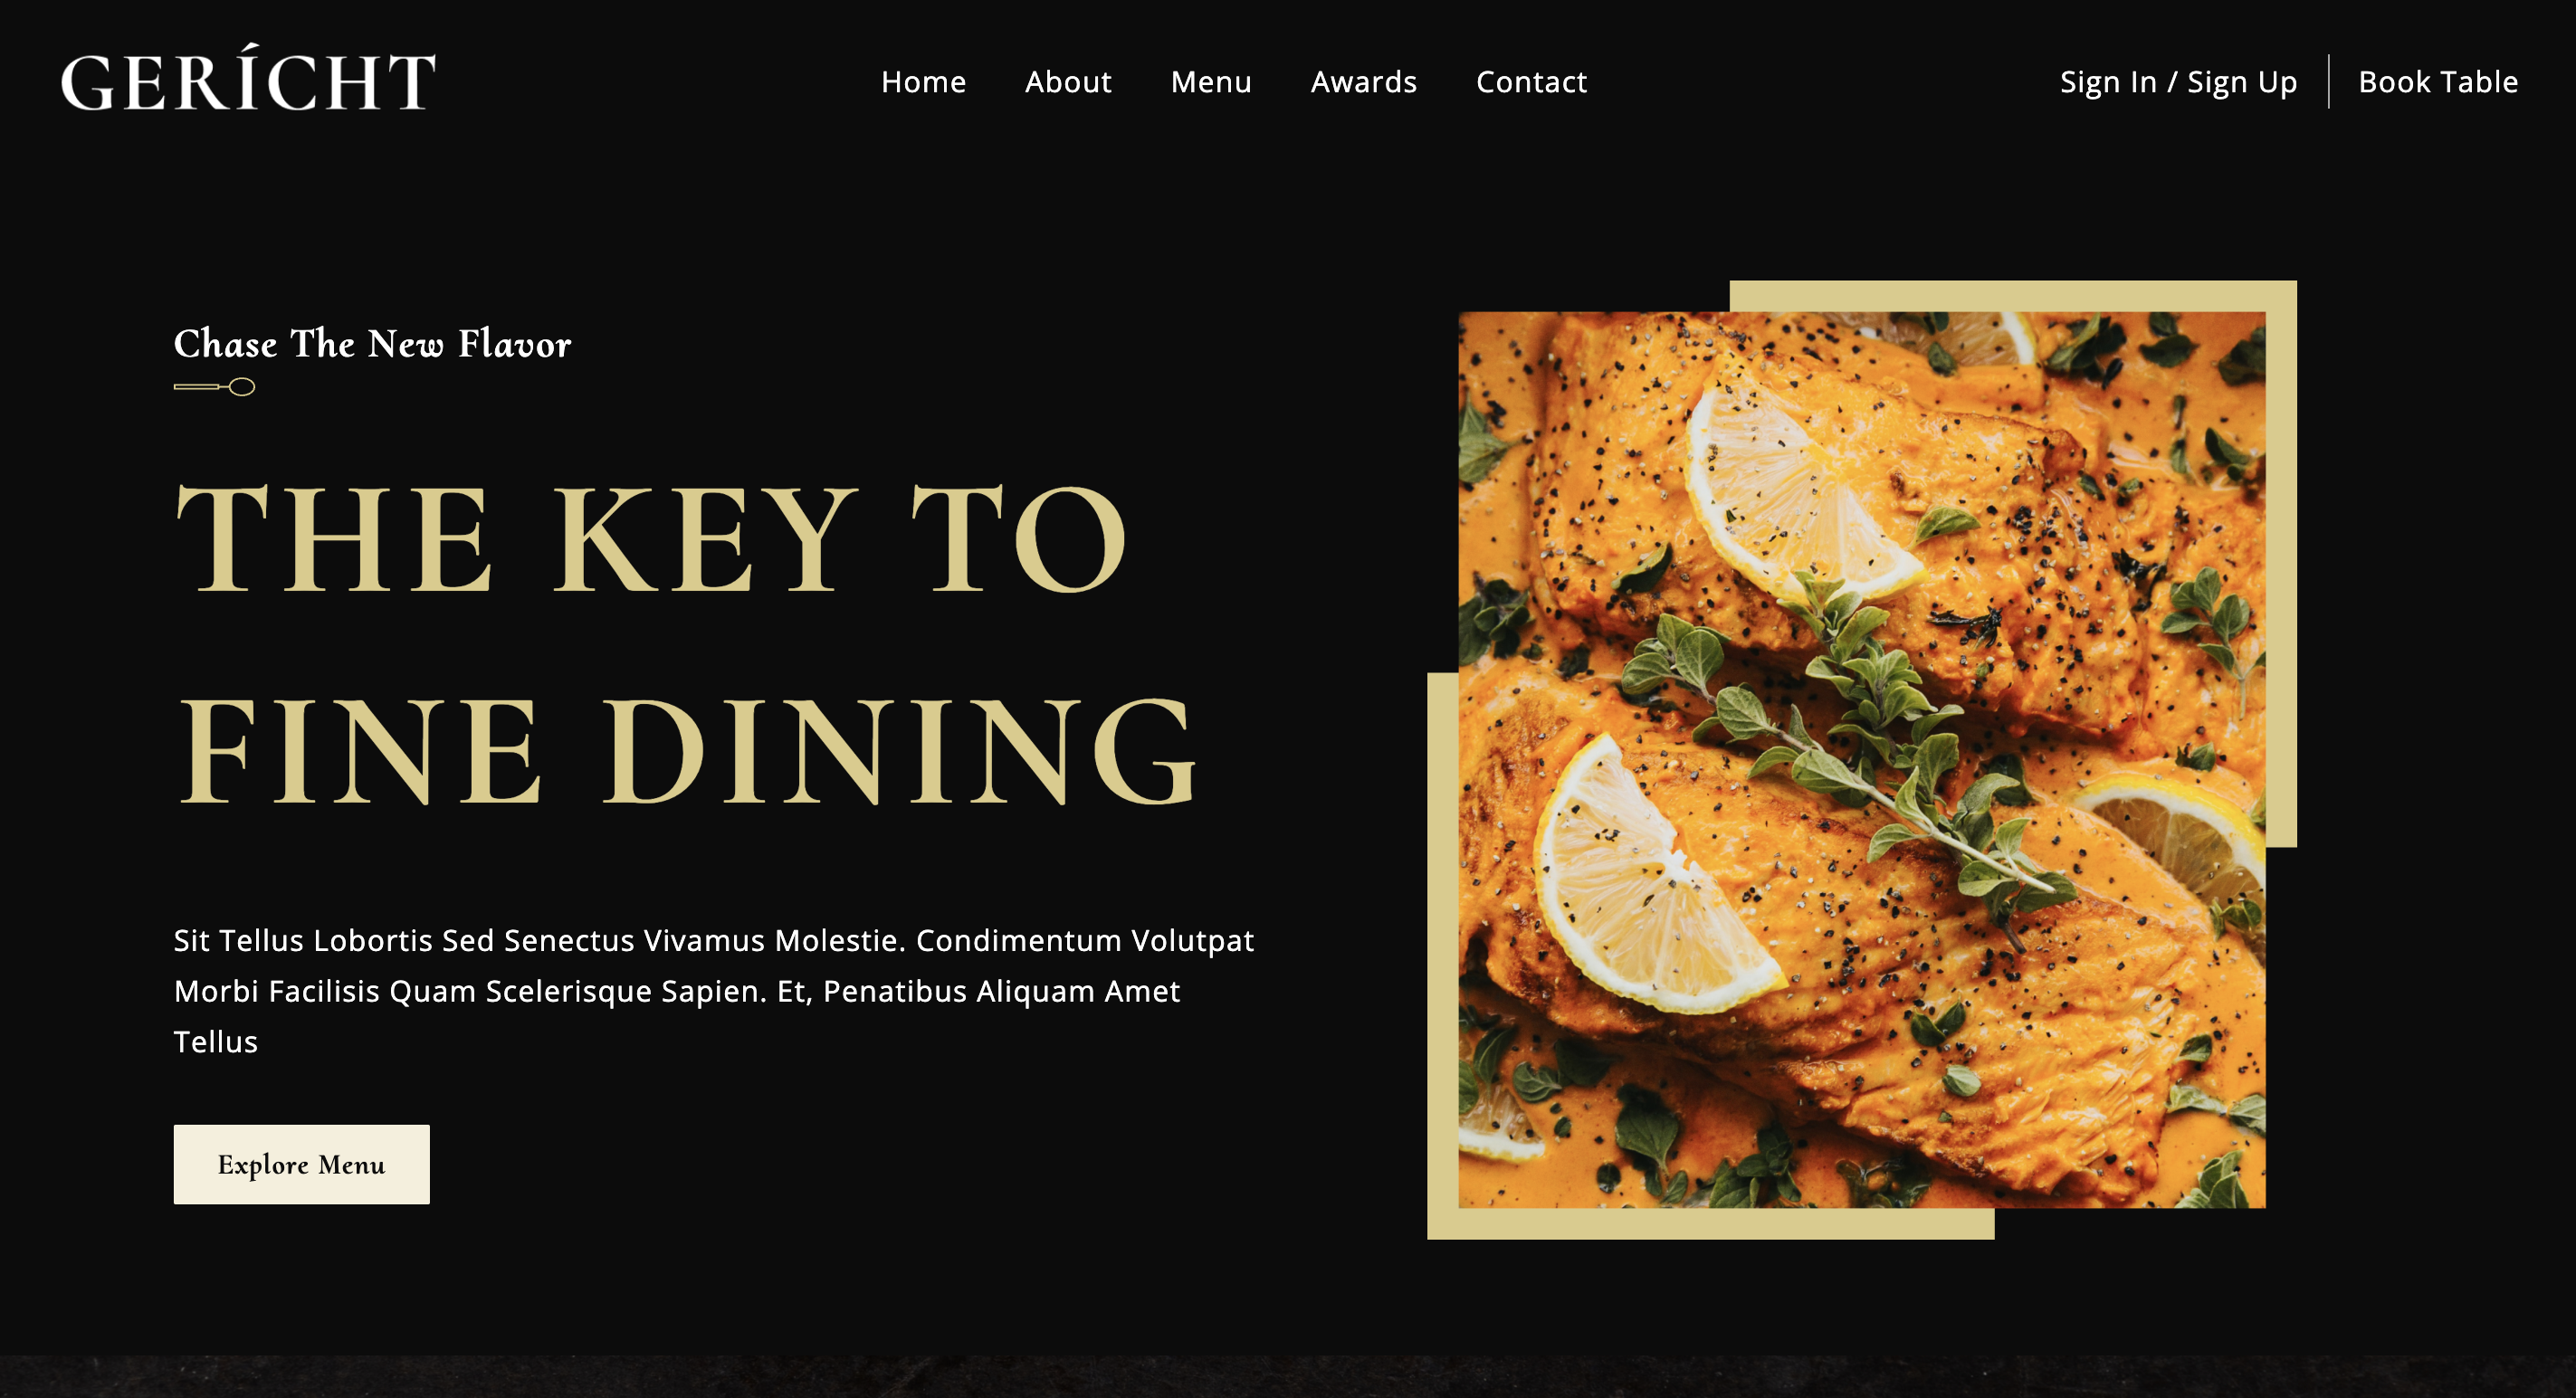 GERÍCHT
Home About Menu Awards Contact
Sign In / Sign Up Book Table
Chase The New Flavor
THE KEY TO
FINE DINING
Sit Tellus Lobortis Sed Senectus Vivamus Molestie. Condimentum Volutpat
Morbi Facilisis Quam Scelerisque Sapien. Et, Penatibus Aliquam Amet
Tellus
Explore Menu